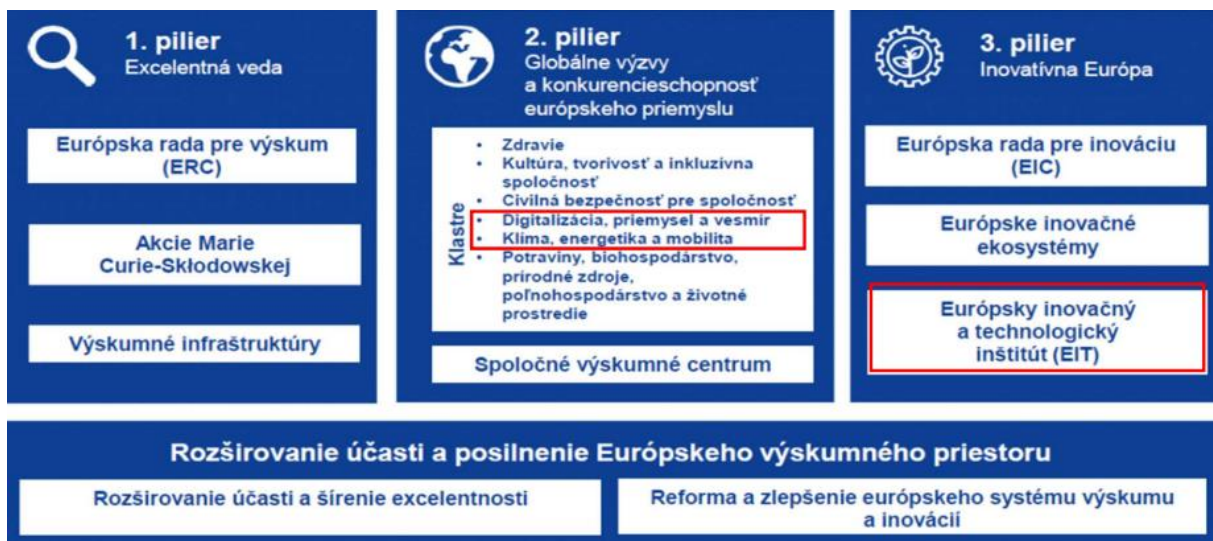 1. pilier
Excelentná veda
Európska rada pre výskum
(ERC)
Akcie Marie
Curie-Skłodowskej
Výskumné infraštruktúry
2. pilier
Globálne výzvy
a konkurencieschopnosť
európskeho priemyslu
Klastre
• Zdravie
• Kultúra, tvorivosť a inkluzívna
spoločnosť
• Civilná bezpečnosť pre spoločnosť
• Digitalizácia, priemysel a vesmír
• Klíma, energetika a mobilita
• Potraviny, biohospodárstvo,
prírodné zdroje,
poľnohospodárstvo a životné
prostredie
Spoločné výskumné centrum
3. pilier
Inovatívna Európa
Európska rada pre inováciu
(EIC)
Európske inovačné
ekosystémy
Európsky inovačný
a technologický
inštitút (EIT)
Rozširovanie účasti a posilnenie Európskeho výskumného priestoru
Rozširovanie účasti a šírenie excelentnosti
Reforma a zlepšenie európskeho systému výskumu
a inovácií